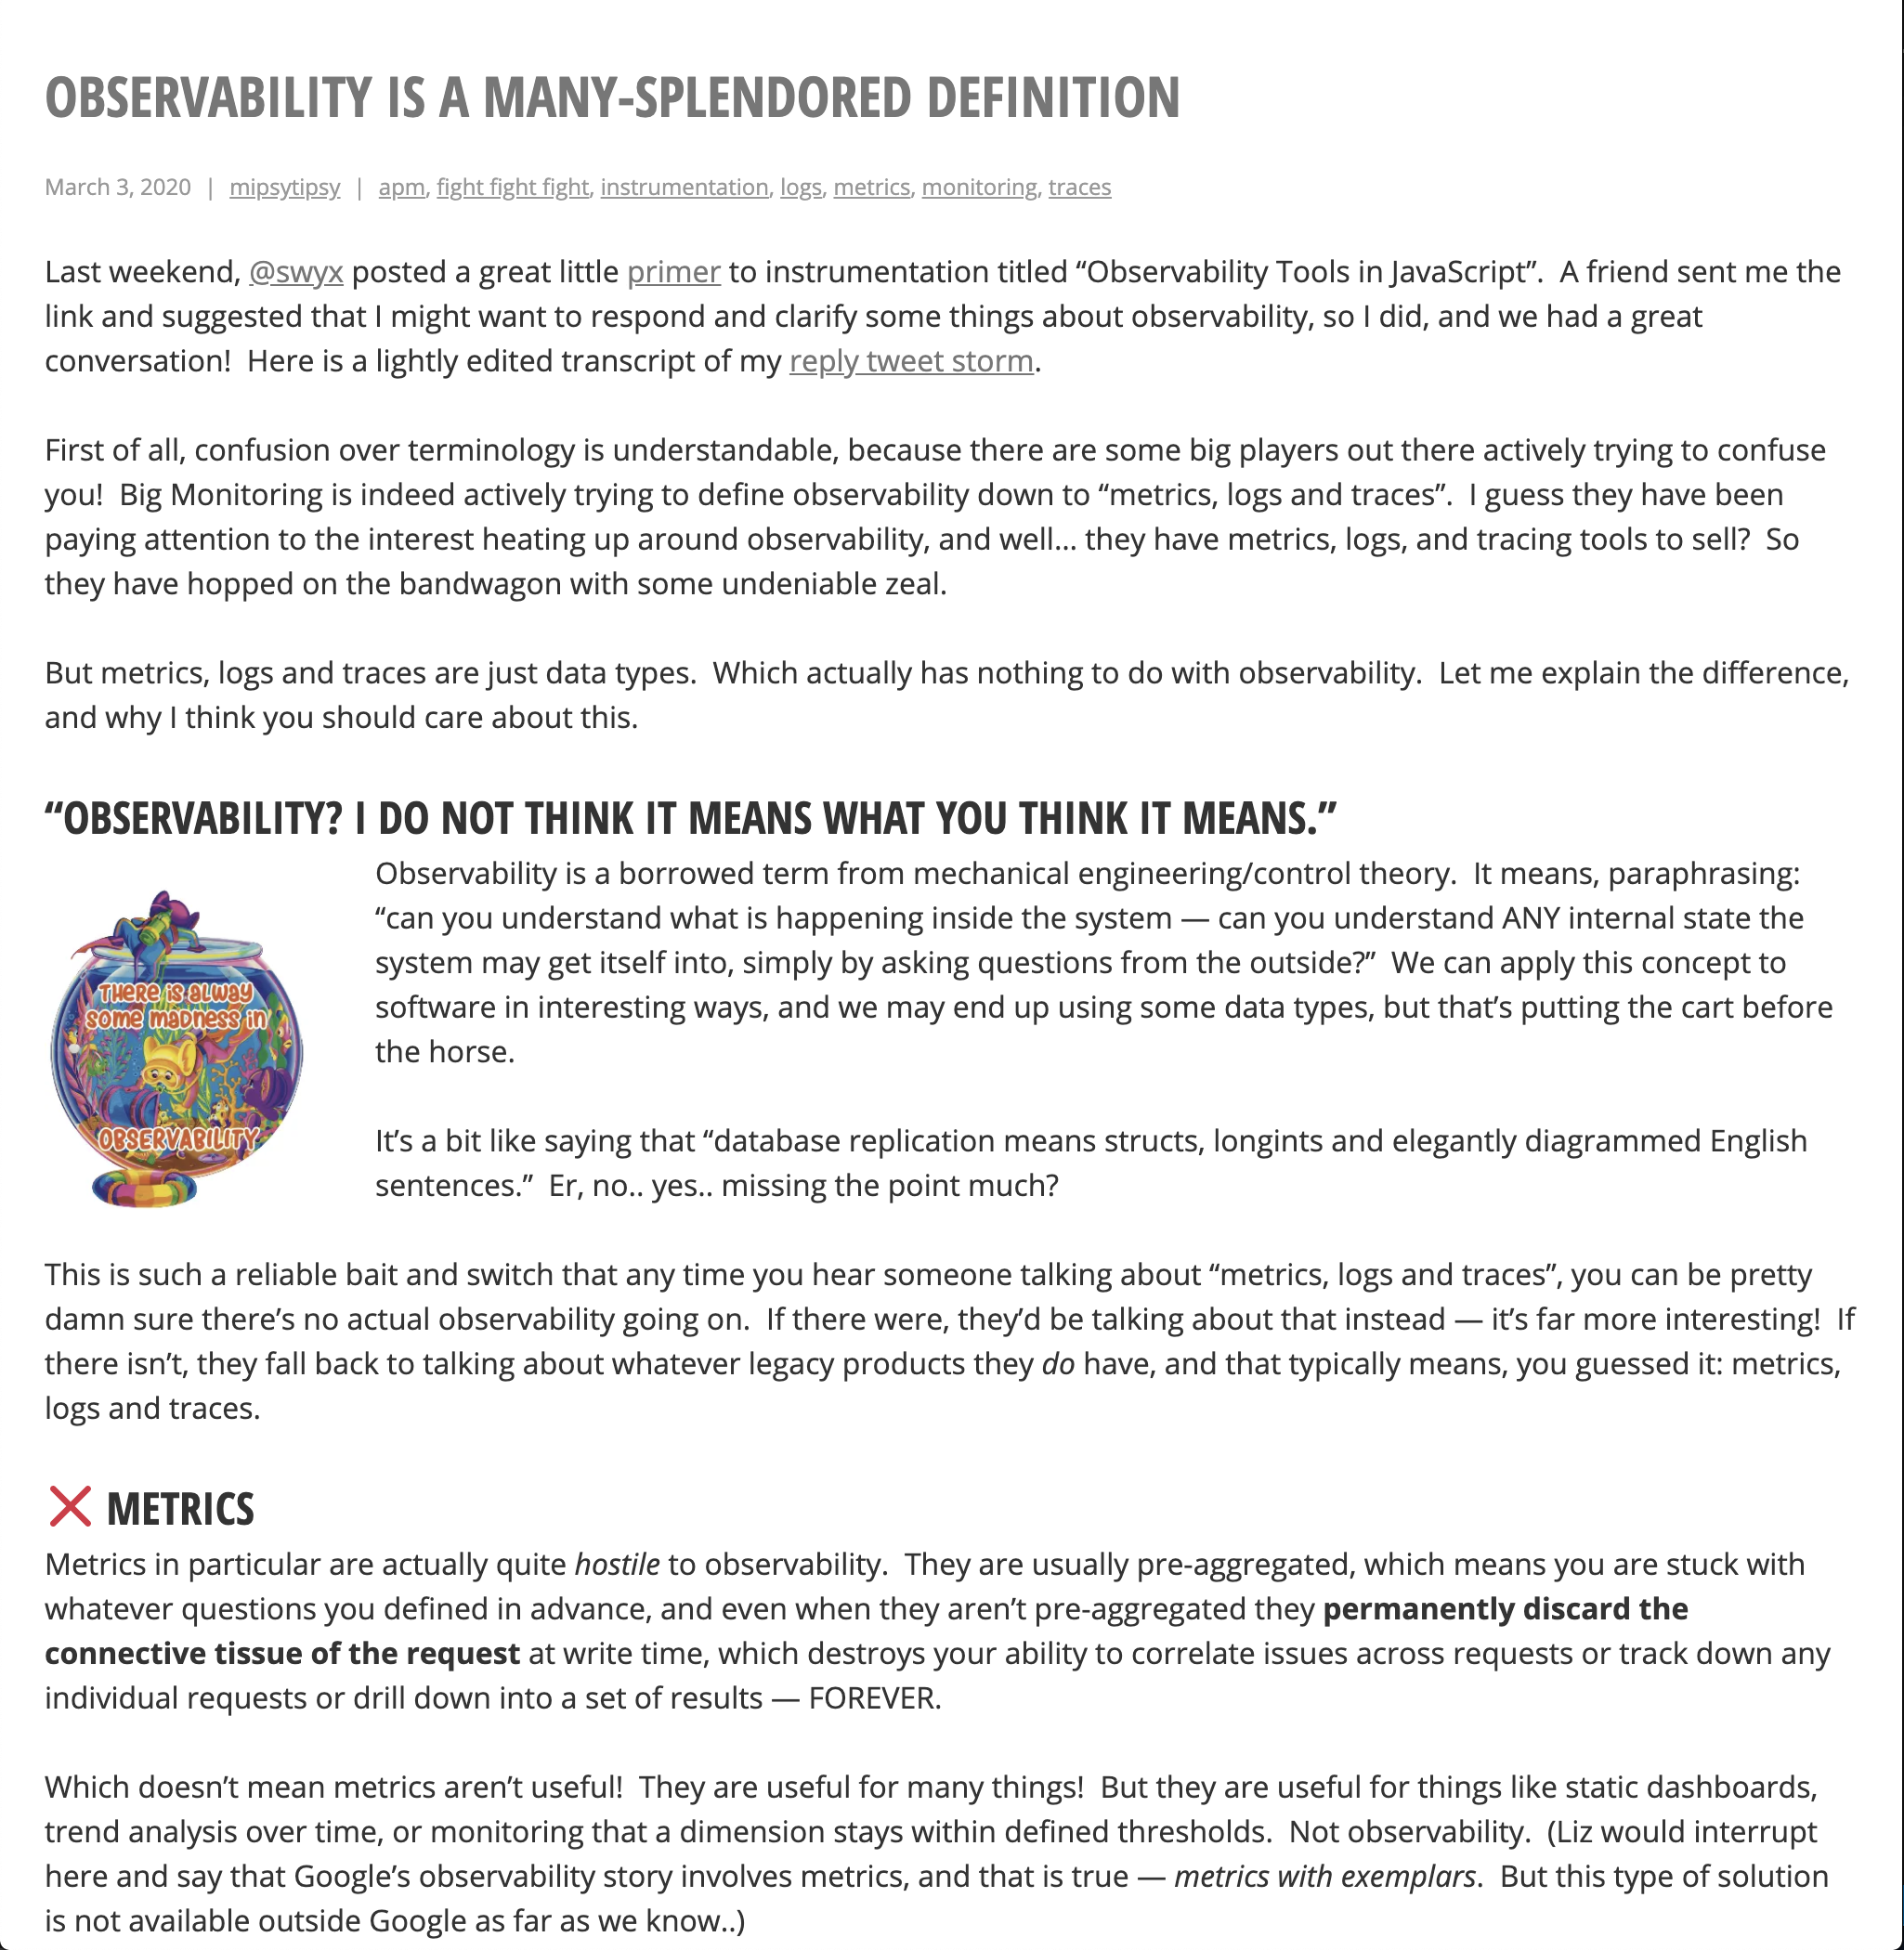 OBSERVABILITY IS A MANY-SPLENDORED DEFINITION
March 3, 2020 | mipsytipsy | apm, fight fight fight, instrumentation, logs, metrics, monitoring, traces
Last weekend, @swyx posted a great little primer to instrumentation titled “Observability Tools in JavaScript”.  A friend sent me the
link and suggested that I might want to respond and clarify some things about observability, so I did, and we had a great
conversation!  Here is a lightly edited transcript of my reply tweet storm.
First of all, confusion over terminology is understandable, because there are some big players out there actively trying to confuse
you!  Big Monitoring is indeed actively trying to define observability down to “metrics, logs and traces”.  I guess they have been
paying attention to the interest heating up around observability, and well… they have metrics, logs, and tracing tools to sell?  So
they have hopped on the bandwagon with some undeniable zeal.
But metrics, logs and traces are just data types.  Which actually has nothing to do with observability.  Let me explain the difference,
and why I think you should care about this.
“OBSERVABILITY? I DO NOT THINK IT MEANS WHAT YOU THINK IT MEANS.”
THERE IS ALWAY
SOME MADNESS IN
OBSERVABILITY
Observability is a borrowed term from mechanical engineering/control theory.  It means, paraphrasing:
“can you understand what is happening inside the system — can you understand ANY internal state the
system may get itself into, simply by asking questions from the outside?”  We can apply this concept to
software in interesting ways, and we may end up using some data types, but that’s putting the cart before
the horse.
It’s a bit like saying that “database replication means structs, longints and elegantly diagrammed English
sentences.”  Er, no.. yes.. missing the point much?
This is such a reliable bait and switch that any time you hear someone talking about “metrics, logs and traces”, you can be pretty
damn sure there’s no actual observability going on.  If there were, they’d be talking about that instead — it’s far more interesting!  If
there isn’t, they fall back to talking about whatever legacy products they do have, and that typically means, you guessed it: metrics,
logs and traces.
❌ METRICS
Metrics in particular are actually quite hostile to observability.  They are usually pre-aggregated, which means you are stuck with
whatever questions you defined in advance, and even when they aren’t pre-aggregated they permanently discard the
connective tissue of the request at write time, which destroys your ability to correlate issues across requests or track down any
individual requests or drill down into a set of results — FOREVER.
Which doesn’t mean metrics aren’t useful!  They are useful for many things!  But they are useful for things like static dashboards,
trend analysis over time, or monitoring that a dimension stays within defined thresholds.  Not observability.  (Liz would interrupt
here and say that Google’s observability story involves metrics, and that is true — metrics with exemplars.  But this type of solution
is not available outside Google as far as we know..)